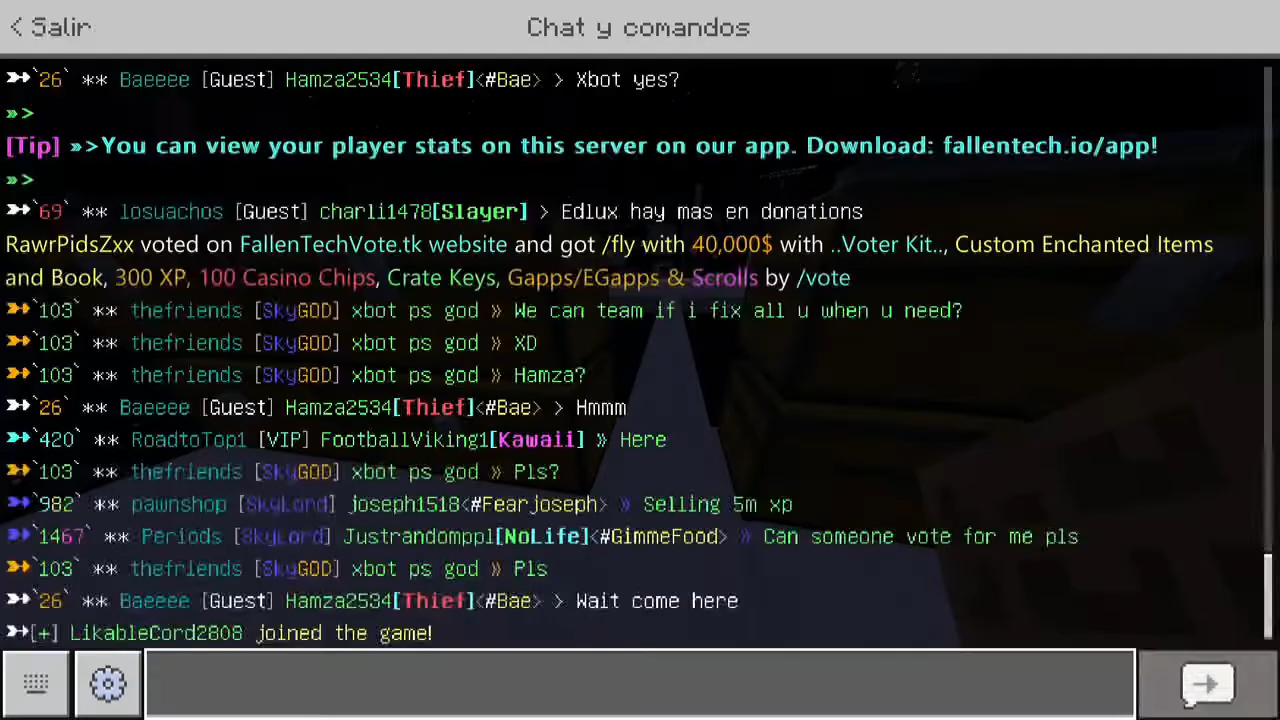 < Salir
Chat y comandos
➳`26` ** Baeeee [Guest] Hamza2534[Thief]<#Bae> > Xbot yes?
»>
[Tip] »>You can view your player stats on this server on our app. Download: fallentech.io/app!
»>
➳`69` ** losuachos [Guest] charli1478[Slayer] > Edlux hay mas en donations
RawrPidsZxx voted on FallenTechVote.tk website and got /fly with 40,000$ with ..Voter Kit.., Custom Enchanted Items
and Book, 300 XP, 100 Casino Chips, Crate Keys, Gapps/EGapps & Scrolls by /vote
➳`103` ** thefriends [SkyGOD] xbot ps god » We can team if i fix all u when u need?
➳`103` ** thefriends [SkyGOD] xbot ps god » XD
➳`103` ** thefriends [SkyGOD] xbot ps god » Hamza?
➳`26` ** Baeeee [Guest] Hamza2534[Thief]<#Bae> > Hmmm
➳`420` ** RoadtoTop1 [VIP] FootballViking1[Kawaii] » Here
➳`103` ** thefriends [SkyGOD] xbot ps god » Pls?
➳`982` ** pawnshop [SkyLord] joseph1518<#Fearjoseph> » Selling 5m xp
➳`1467` ** Periods [SkyLord] Justrandomppl[NoLife]<#GimmeFood> » Can someone vote for me pls
➳`103` ** thefriends [SkyGOD] xbot ps god » Pls
➳`26` ** Baeeee [Guest] Hamza2534[Thief]<#Bae> > Wait come here
➳[+] LikableCord2808 joined the game!